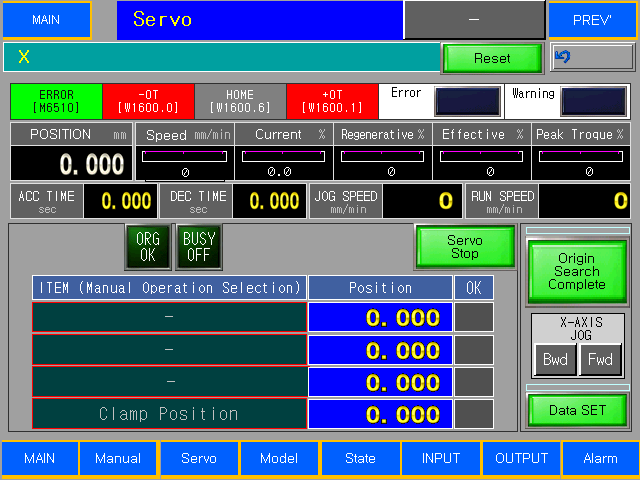 MAIN Servo — PREV'
X Reset
ERROR -OT HOME +OT Error Warning
[M6510] [W1600.0] [W1600.6] [W1600.1]
POSITION mm Speed mm/min Current % Regenerative % Effective % Peak Troque %
0.000 0 0.0 0 0 0
ACC TIME 0.000 DEC TIME 0.000 JOG SPEED 0 RUN SPEED 0
sec sec mm/min mm/min
ORG BUSY Servo
OK OFF Stop
Origin
Search
Complete
ITEM (Manual Operation Selection) Position OK
— 0.000
— 0.000
— 0.000
Clamp Position 0.000
X-AXIS
JOG
Bwd Fwd
Data SET
MAIN Manual Servo Model State INPUT OUTPUT Alarm